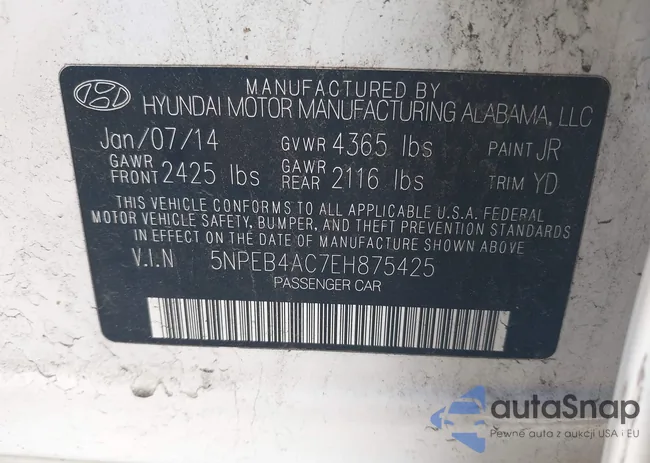 MANUFACTURED BY
HYUNDAI MOTOR MANUFACTURING ALABAMA, LLC
Jan/07/14 GVWR 4365 lbs PAINT JR
GAWR FRONT 2425 lbs GAWR REAR 2116 lbs TRIM YD
THIS VEHICLE CONFORMS TO ALL APPLICABLE U.S.A. FEDERAL
MOTOR VEHICLE SAFETY, BUMPER, AND THEFT PREVENTION STANDARDS
IN EFFECT ON THE DATE OF MANUFACTURE SHOWN ABOVE.
V.I.N 5NPEB4AC7EH875425
PASSENGER CAR
autaSnap
Pewne auta z aukcji USA i EU